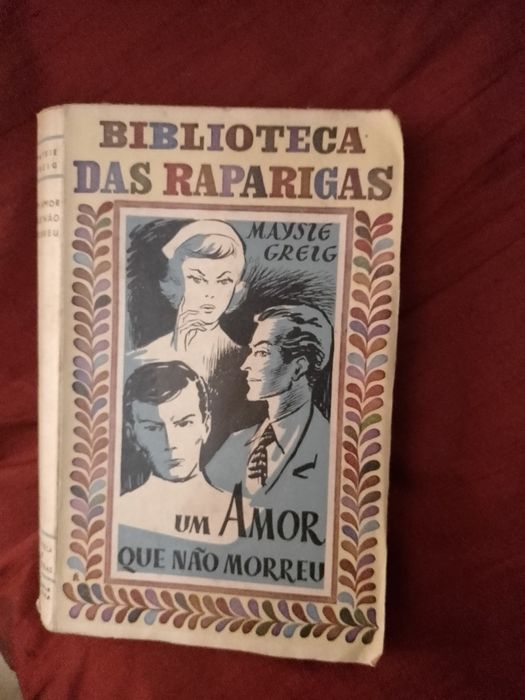 BIBLIOTECA
DAS RAPARIGAS
MAYSIE
GREIG
UM AMOR
QUE NÃO MORREU